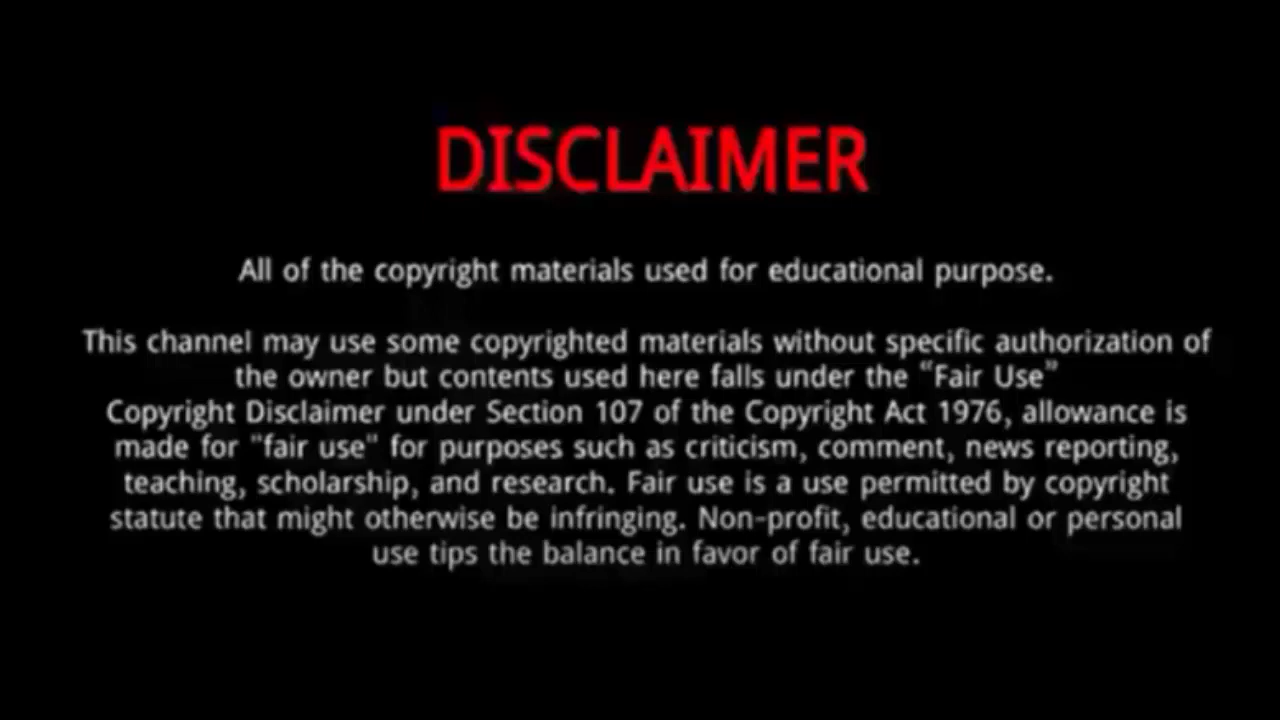 DISCLAIMER
All of the copyright materials used for educational purpose.
This channel may use some copyrighted materials without specific authorization of
the owner but contents used here falls under the “Fair Use”
Copyright Disclaimer under Section 107 of the Copyright Act 1976, allowance is
made for "fair use" for purposes such as criticism, comment, news reporting,
teaching, scholarship, and research. Fair use is a use permitted by copyright
statute that might otherwise be infringing. Non-profit, educational or personal
use tips the balance in favor of fair use.